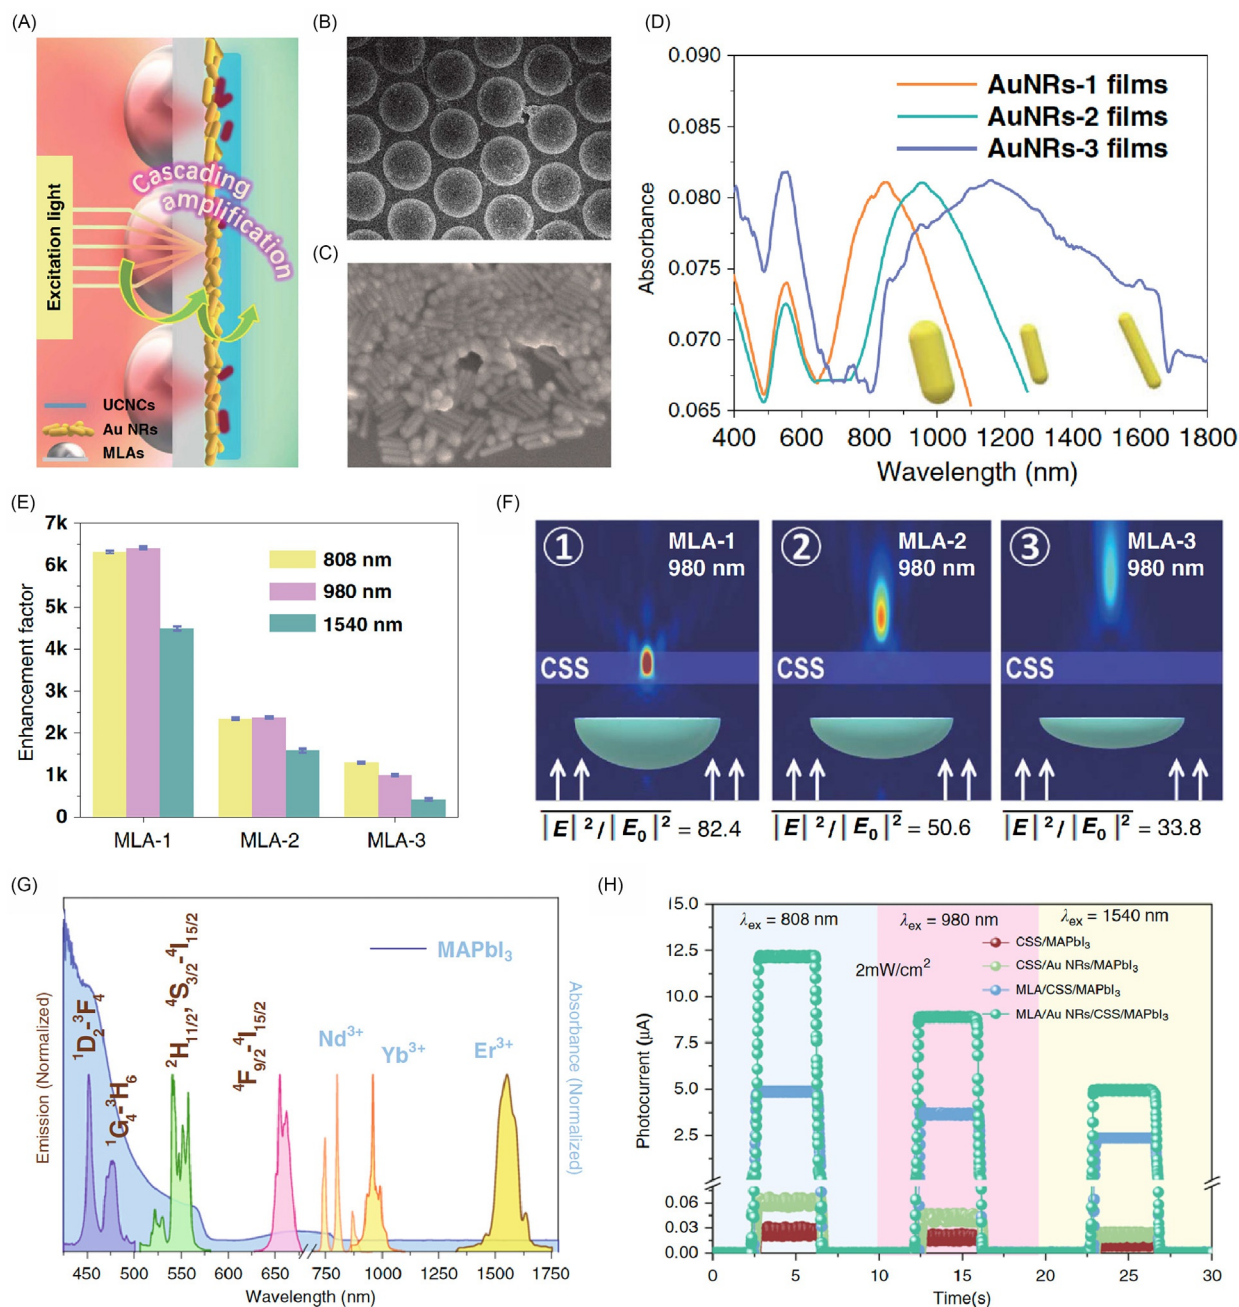 (A)
Cascading
amplification
Excitation light
UCNCs
Au NRs
MLAs
(B)
(C)
(D)
0.090
0.085
0.080
0.075
0.070
0.065
Absorbance
AuNRs-1 films
AuNRs-2 films
AuNRs-3 films
400 600 800 1000 1200 1400 1600 1800
Wavelength (nm)
(E)
7k
6k
5k
4k
3k
2k
1k
0
Enhancement factor
808 nm
980 nm
1540 nm
MLA-1 MLA-2 MLA-3
(F)
① MLA-1
980 nm
CSS
|E|²/|E₀|² = 82.4
② MLA-2
980 nm
|E|²/|E₀|² = 50.6
③ MLA-3
980 nm
CSS
|E|²/|E₀|² = 33.8
(G)
Emission (Normalized)
Absorbance (Normalized)
MAPbI₃
¹D₂-³F₄
¹G₄-³H₆
²H₁₁/₂,⁴S₃/₂-⁴I₁₅/₂
⁴F₉/₂-⁴I₁₅/₂
Nd³⁺
Yb³⁺
Er³⁺
450 500 550 600 650 750 1000 1500 1750
Wavelength (nm)
(H)
Photocurrent (μA)
15.0
12.5
10.0
7.5
5.0
2.5
0.06
0.03
0.00
λex = 808 nm
λex = 980 nm
λex = 1540 nm
2mW/cm²
CSS/MAPbI₃
CSS/Au NRs/MAPbI₃
MLA/CSS/MAPbI₃
MLA/Au NRs/CSS/MAPbI₃
0 5 10 15 20 25 30
Time(s)